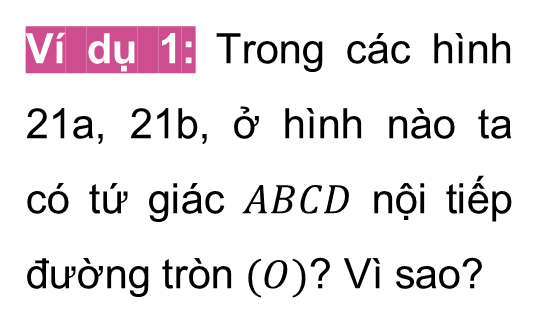 Ví dụ 1: Trong các hình
21a, 21b, ở hình nào ta
có tứ giác 𝐴𝐵𝐶𝐷 nội tiếp
đường tròn (𝑂)? Vì sao?